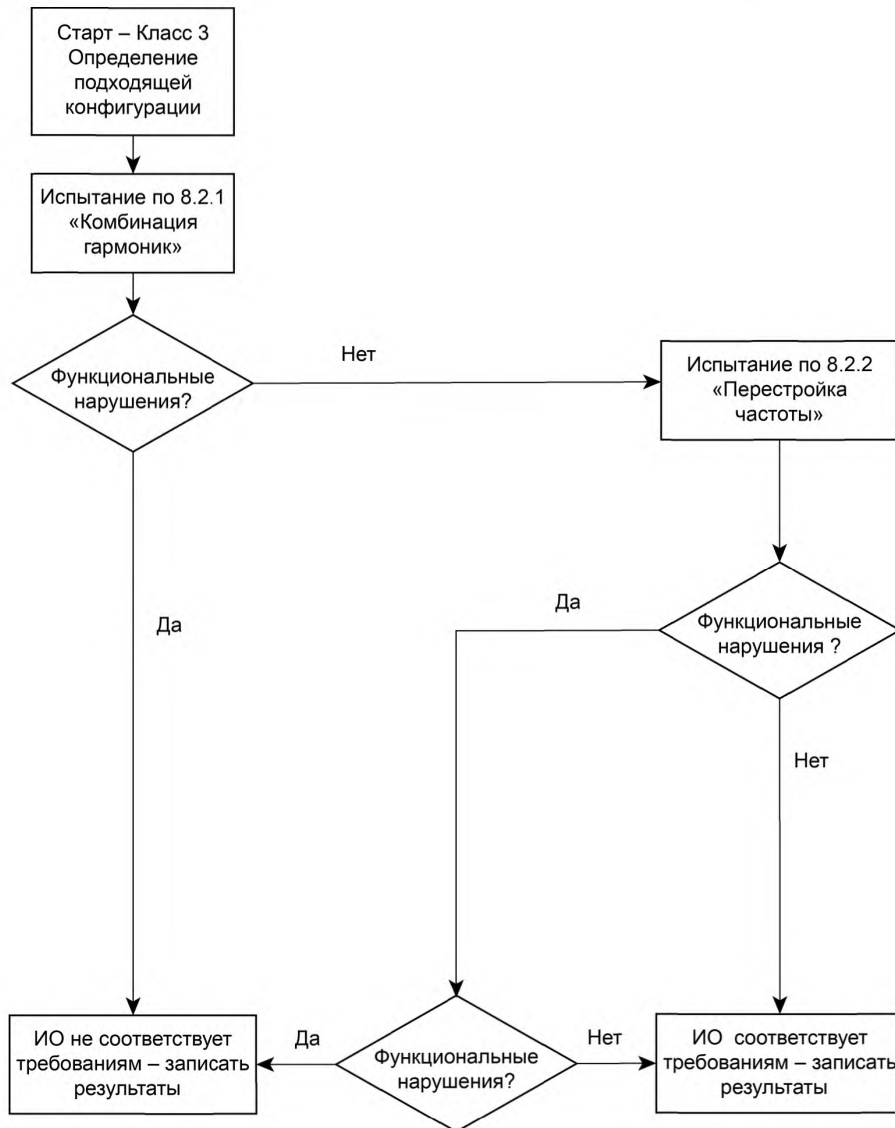 Старт – Класс 3
Определение
подходящей
конфигурации
Испытание по 8.2.1
«Комбинация
гармоник»
Функциональные
нарушения?
Нет
Испытание по 8.2.2
«Перестройка
частоты»
Да
Да
Функциональные
нарушения ?
Нет
ИО не соответствует
требованиям – записать
результаты
Да
Функциональные
нарушения?
Нет
ИО соответствует
требованиям – записать
результаты